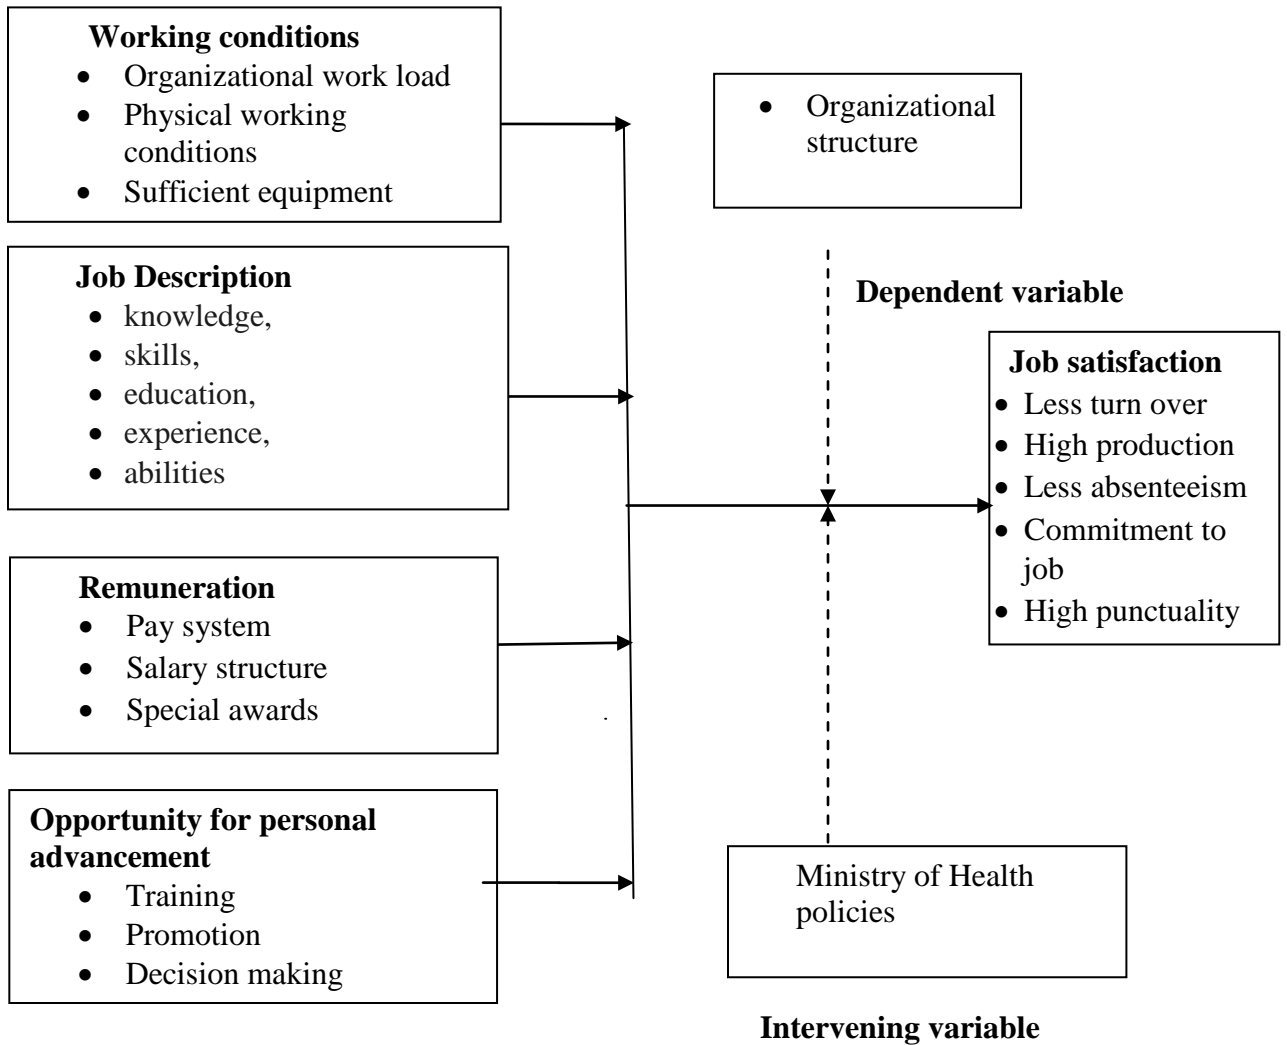 Working conditions
• Organizational work load
• Physical working
conditions
• Sufficient equipment
Job Description
• knowledge,
• skills,
• education,
• experience,
• abilities
Remuneration
• Pay system
• Salary structure
• Special awards
Opportunity for personal
advancement
• Training
• Promotion
• Decision making
• Organizational
structure
Dependent variable
Job satisfaction
• Less turn over
• High production
• Less absenteeism
• Commitment to
job
• High punctuality
Ministry of Health
policies
Intervening variable